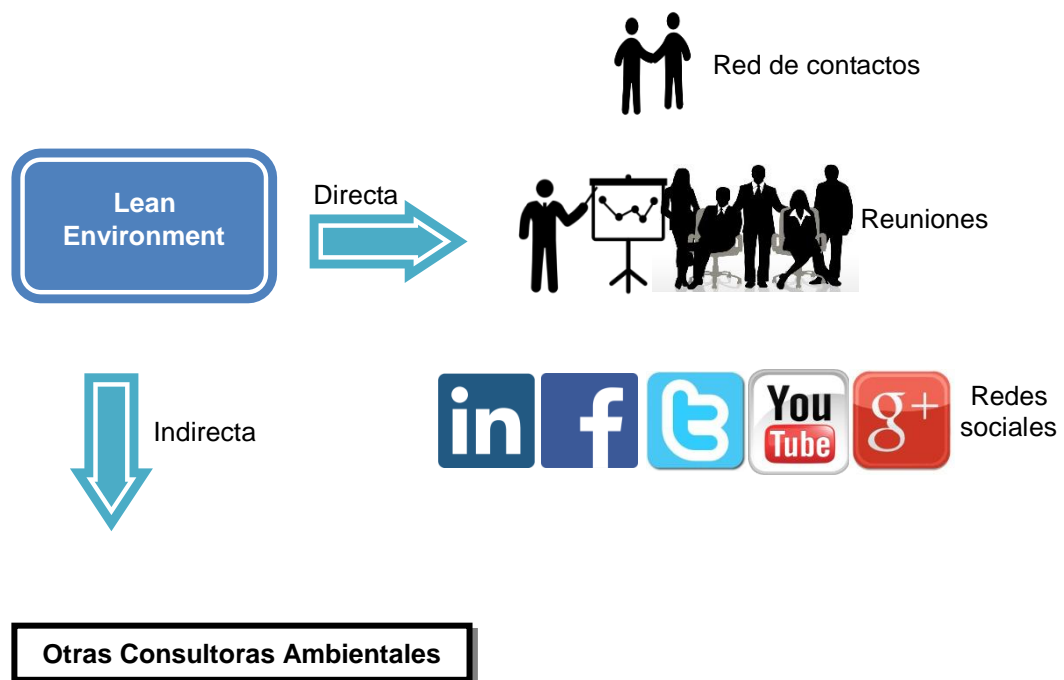 Red de contactos
Lean
Environment
Directa
Reuniones
Indirecta
in
f
t
You
Tube
g+
Redes
sociales
Otras Consultoras Ambientales